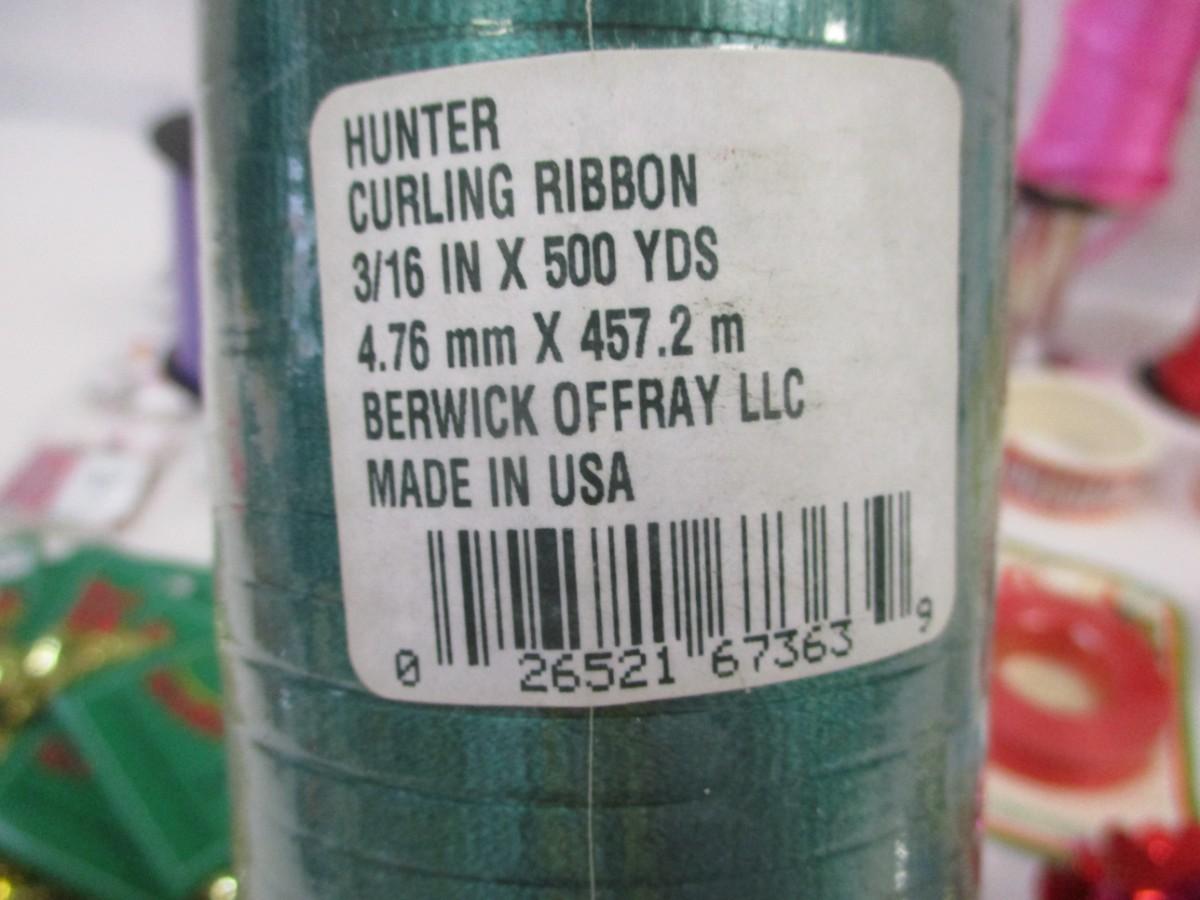 HUNTER
CURLING RIBBON
3/16 IN X 500 YDS
4.76 mm X 457.2 m
BERWICK OFFRAY LLC
MADE IN USA
0 26521 67363 9